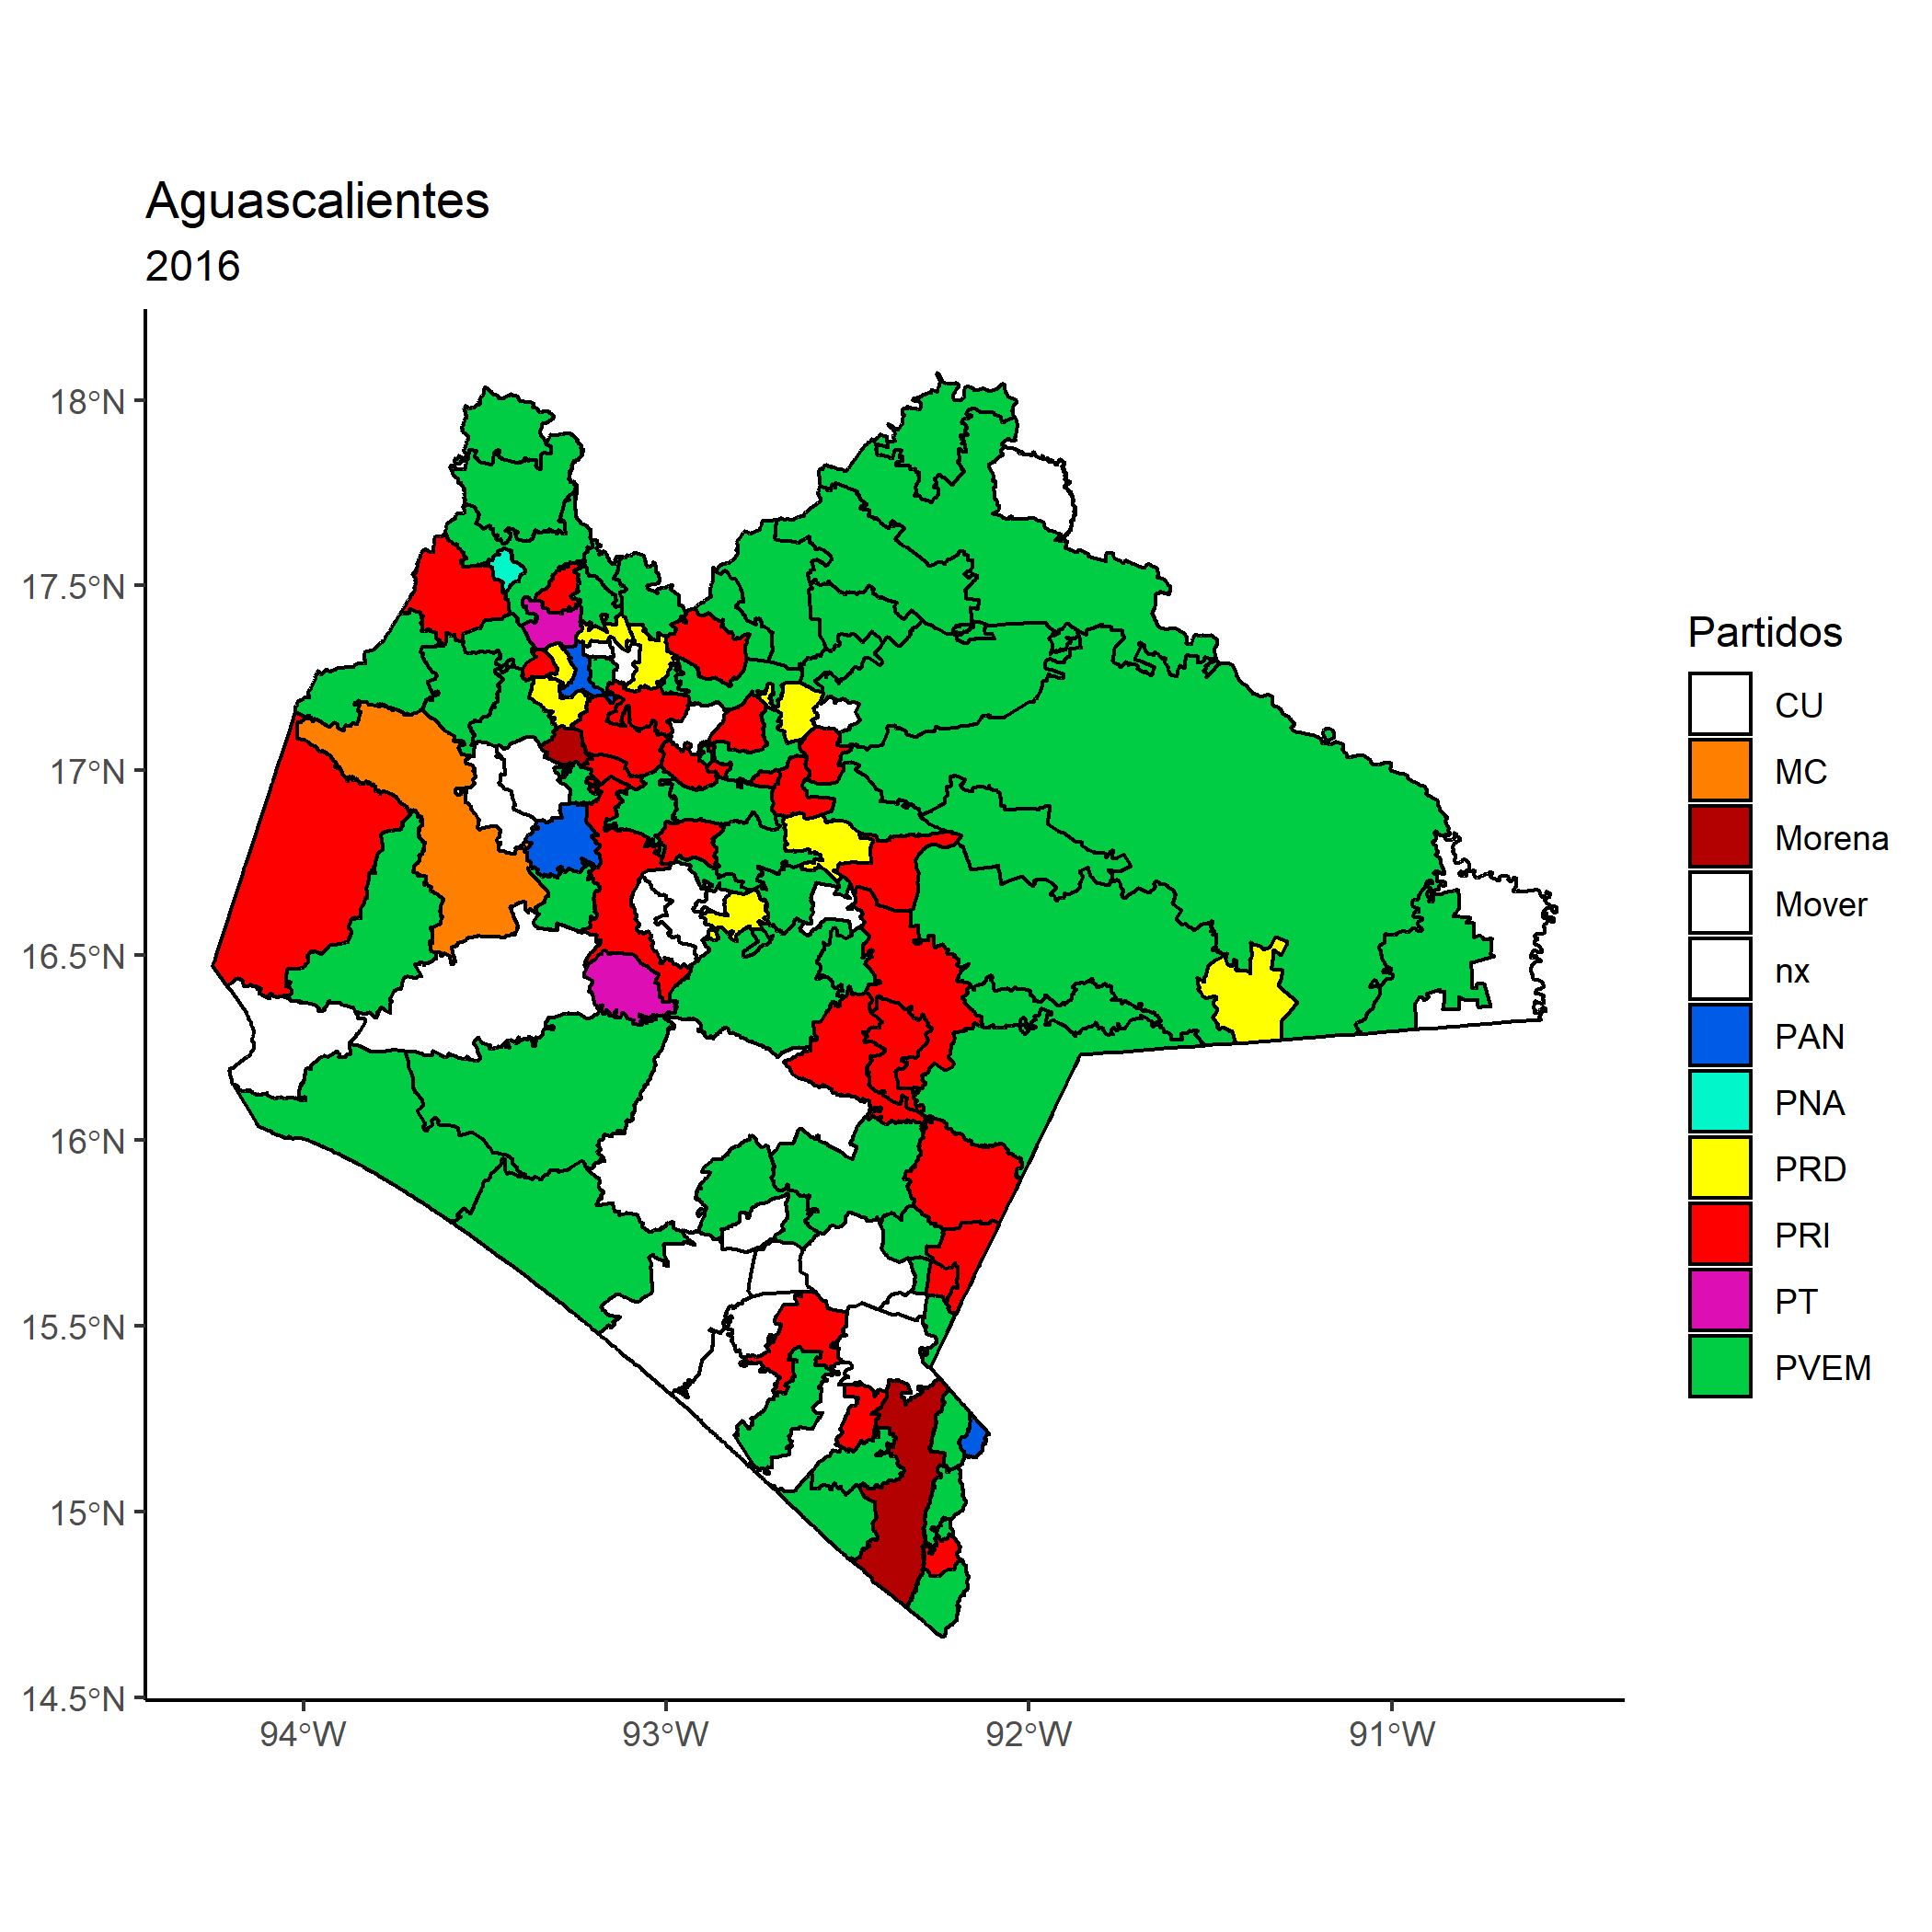 Aguascalientes
2016
18°N
17.5°N
17°N
16.5°N
16°N
15.5°N
15°N
14.5°N
94°W
93°W
92°W
91°W
Partidos
CU
MC
Morena
Mover
nx
PAN
PNA
PRD
PRI
PT
PVEM